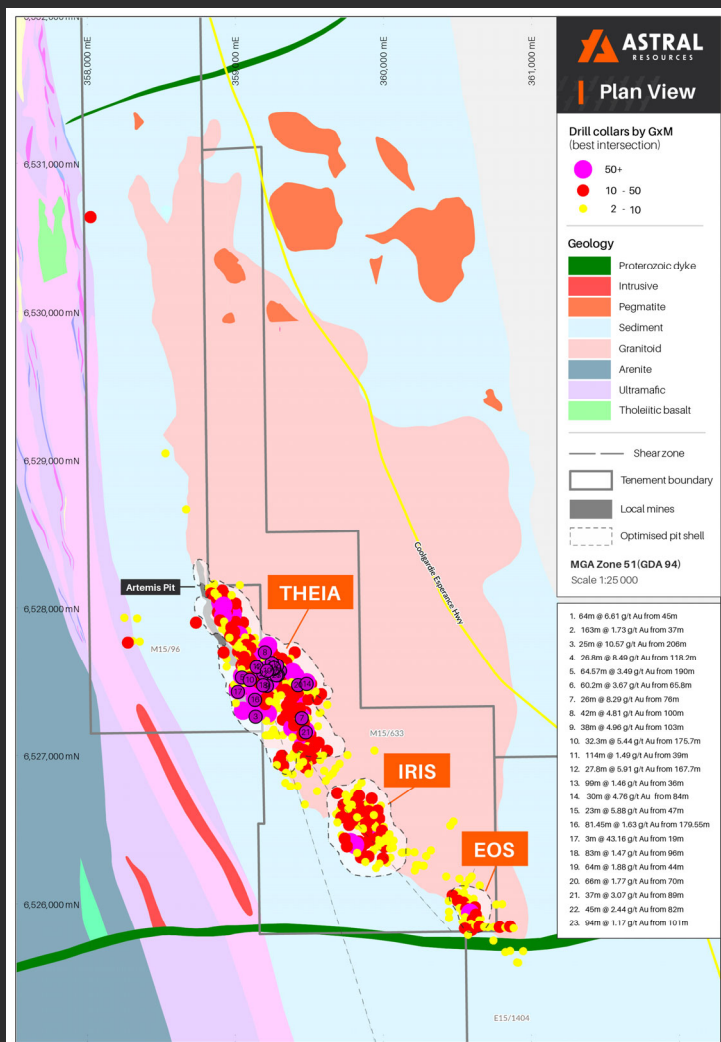 6,532,000 mN
358,000 mE
359,000 mE
360,000 mE
361,000 mE
6,531,000 mN
6,530,000 mN
6,529,000 mN
6,528,000 mN
6,527,000 mN
6,526,000 mN
Coolgardie Esperance Hwy
Artemis Pit
THEIA
M15/96
M15/633
IRIS
EOS
E15/1404
17
14
3
7
21
ASTRAL
RESOURCES
Plan View
Drill collars by GxM
(best intersection)
50+
10 - 50
2 - 10
Geology
Proterozoic dyke
Intrusive
Pegmatite
Sediment
Granitoid
Arenite
Ultramafic
Tholeiitic basalt
Shear zone
Tenement boundary
Local mines
Optimised pit shell
MGA Zone 51 (GDA 94)
Scale 1:25 000
1. 64m @ 6.61 g/t Au from 45m
2. 163m @ 1.73 g/t Au from 37m
3. 25m @ 10.57 g/t Au from 206m
4. 26.8m @ 8.49 g/t Au from 118.2m
5. 64.57m @ 3.49 g/t Au from 190m
6. 60.2m @ 3.67 g/t Au from 65.8m
7. 26m @ 8.29 g/t Au from 76m
8. 42m @ 4.81 g/t Au from 100m
9. 38m @ 4.96 g/t Au from 103m
10. 32.3m @ 5.44 g/t Au from 175.7m
11. 114m @ 1.49 g/t Au from 39m
12. 27.8m @ 5.91 g/t Au from 167.7m
13. 99m @ 1.46 g/t Au from 36m
14. 30m @ 4.76 g/t Au from 84m
15. 23m @ 5.88 g/t Au from 47m
16. 81.45m @ 1.63 g/t Au from 179.55m
17. 3m @ 43.16 g/t Au from 19m
18. 83m @ 1.47 g/t Au from 96m
19. 64m @ 1.88 g/t Au from 44m
20. 66m @ 1.77 g/t Au from 70m
21. 37m @ 3.07 g/t Au from 89m
22. 45m @ 2.44 g/t Au from 82m
23. 94m @ 1.17 g/t Au from 101m